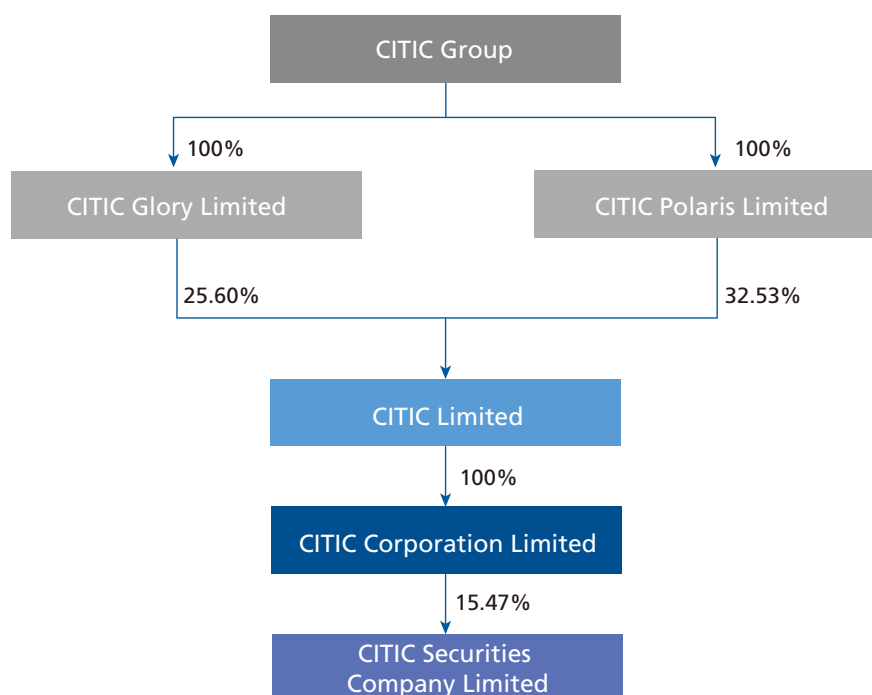 CITIC Group
100%
100%
CITIC Glory Limited
CITIC Polaris Limited
25.60%
32.53%
CITIC Limited
100%
CITIC Corporation Limited
15.47%
CITIC Securities
Company Limited